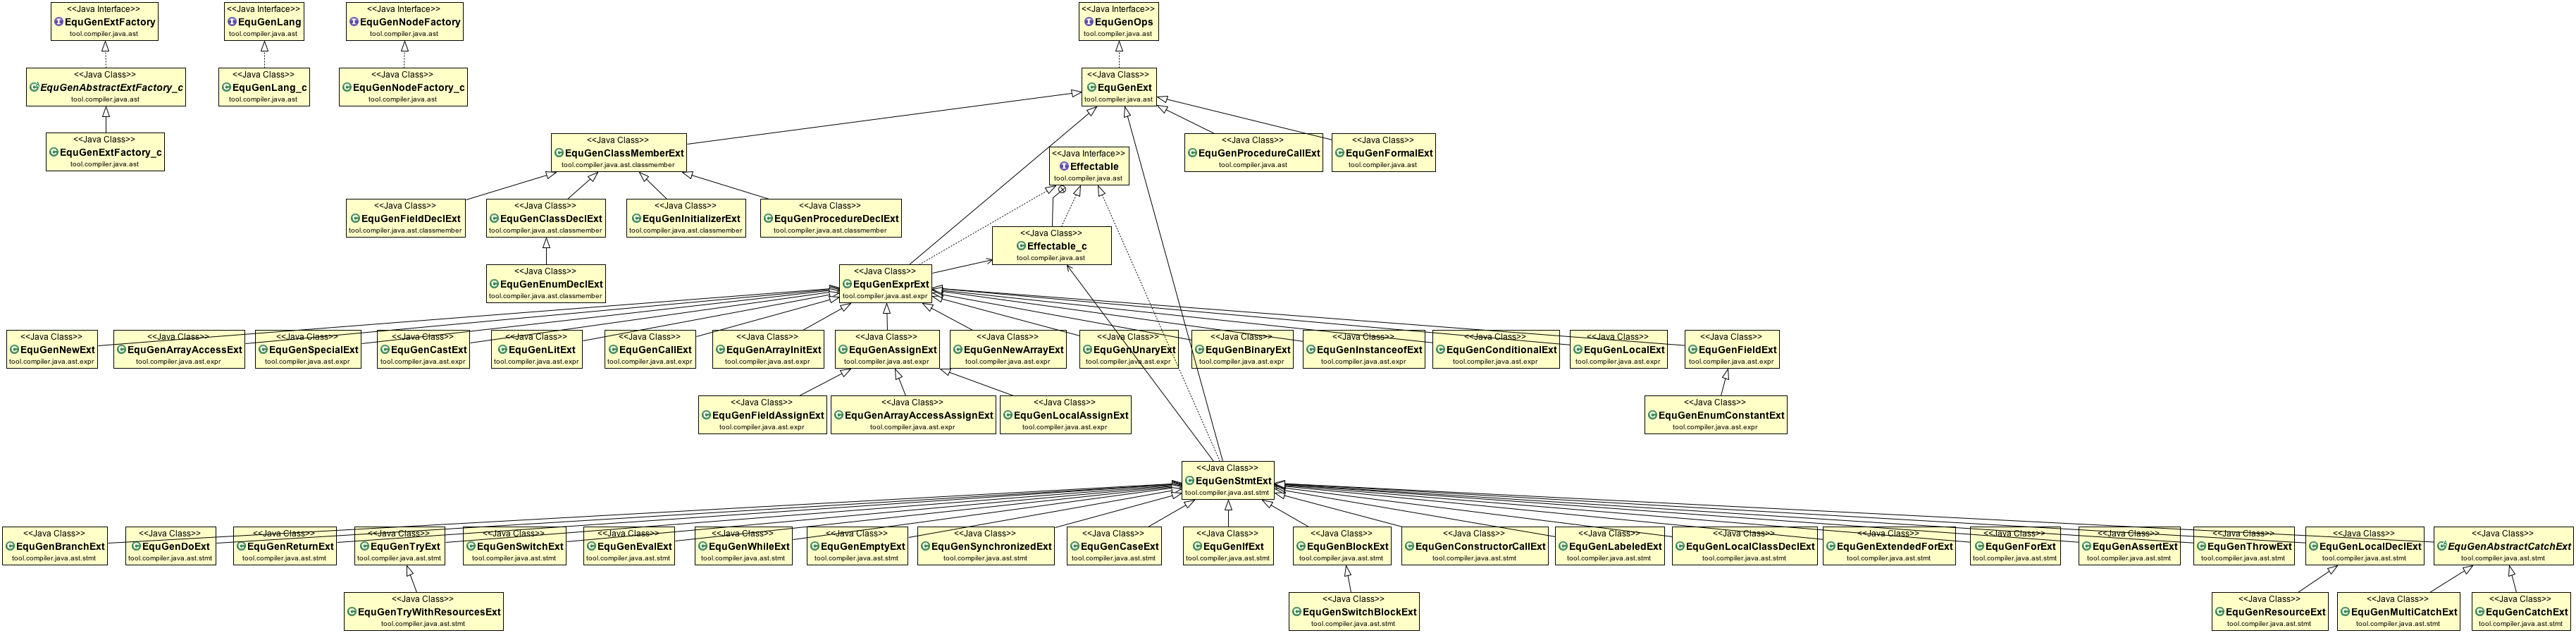 <<Java Interface>>
EquGenExtFactory
tool.compiler.java.ast
<<Java Interface>>
EquGenLang
tool.compiler.java.ast
<<Java Interface>>
EquGenNodeFactory
tool.compiler.java.ast
<<Java Interface>>
EquGenOps
tool.compiler.java.ast
<<Java Class>>
EquGenAbstractExtFactory_c
tool.compiler.java.ast
<<Java Class>>
EquGenLang_c
tool.compiler.java.ast
<<Java Class>>
EquGenNodeFactory_c
tool.compiler.java.ast
<<Java Class>>
EquGenExt
tool.compiler.java.ast
<<Java Class>>
EquGenExtFactory_c
tool.compiler.java.ast
<<Java Class>>
EquGenClassMemberExt
tool.compiler.java.ast.classmember
<<Java Interface>>
Effectable
tool.compiler.java.ast
<<Java Class>>
EquGenProcedureCallExt
tool.compiler.java.ast
<<Java Class>>
EquGenFormalExt
tool.compiler.java.ast
<<Java Class>>
EquGenFieldDeclExt
tool.compiler.java.ast.classmember
<<Java Class>>
EquGenClassDeclExt
tool.compiler.java.ast.classmember
<<Java Class>>
EquGenInitializerExt
tool.compiler.java.ast.classmember
<<Java Class>>
EquGenProcedureDeclExt
tool.compiler.java.ast.classmember
<<Java Class>>
Effectable_c
tool.compiler.java.ast
<<Java Class>>
EquGenEnumDeclExt
tool.compiler.java.ast.classmember
<<Java Class>>
EquGenExprExt
tool.compiler.java.ast.expr
<<Java Class>>
EquGenNewExt
tool.compiler.java.ast.expr
<<Java Class>>
EquGenArrayAccessExt
tool.compiler.java.ast.expr
<<Java Class>>
EquGenSpecialExt
tool.compiler.java.ast.expr
<<Java Class>>
EquGenCastExt
tool.compiler.java.ast.expr
<<Java Class>>
EquGenLitExt
tool.compiler.java.ast.expr
<<Java Class>>
EquGenCallExt
tool.compiler.java.ast.expr
<<Java Class>>
EquGenArrayInitExt
tool.compiler.java.ast.expr
<<Java Class>>
EquGenAssignExt
tool.compiler.java.ast.expr
<<Java Class>>
EquGenNewArrayExt
tool.compiler.java.ast.expr
<<Java Class>>
EquGenUnaryExt
tool.compiler.java.ast.expr
<<Java Class>>
EquGenBinaryExt
tool.compiler.java.ast.expr
<<Java Class>>
EquGenInstanceofExt
tool.compiler.java.ast.expr
<<Java Class>>
EquGenConditionalExt
tool.compiler.java.ast.expr
<<Java Class>>
EquGenLocalExt
tool.compiler.java.ast.expr
<<Java Class>>
EquGenFieldExt
tool.compiler.java.ast.expr
<<Java Class>>
EquGenFieldAssignExt
tool.compiler.java.ast.expr
<<Java Class>>
EquGenArrayAccessAssignExt
tool.compiler.java.ast.expr
<<Java Class>>
EquGenLocalAssignExt
tool.compiler.java.ast.expr
<<Java Class>>
EquGenEnumConstantExt
tool.compiler.java.ast.expr
<<Java Class>>
EquGenStmtExt
tool.compiler.java.ast.stmt
<<Java Class>>
EquGenBranchExt
tool.compiler.java.ast.stmt
<<Java Class>>
EquGenDoExt
tool.compiler.java.ast.stmt
<<Java Class>>
EquGenReturnExt
tool.compiler.java.ast.stmt
<<Java Class>>
EquGenTryExt
tool.compiler.java.ast.stmt
<<Java Class>>
EquGenSwitchExt
tool.compiler.java.ast.stmt
<<Java Class>>
EquGenEvalExt
tool.compiler.java.ast.stmt
<<Java Class>>
EquGenWhileExt
tool.compiler.java.ast.stmt
<<Java Class>>
EquGenEmptyExt
tool.compiler.java.ast.stmt
<<Java Class>>
EquGenSynchronizedExt
tool.compiler.java.ast.stmt
<<Java Class>>
EquGenCaseExt
tool.compiler.java.ast.stmt
<<Java Class>>
EquGenIfExt
tool.compiler.java.ast.stmt
<<Java Class>>
EquGenBlockExt
tool.compiler.java.ast.stmt
<<Java Class>>
EquGenConstructorCallExt
tool.compiler.java.ast.stmt
<<Java Class>>
EquGenLabeledExt
tool.compiler.java.ast.stmt
<<Java Class>>
EquGenLocalClassDeclExt
tool.compiler.java.ast.stmt
<<Java Class>>
EquGenExtendedForExt
tool.compiler.java.ast.stmt
<<Java Class>>
EquGenForExt
tool.compiler.java.ast.stmt
<<Java Class>>
EquGenAssertExt
tool.compiler.java.ast.stmt
<<Java Class>>
EquGenThrowExt
tool.compiler.java.ast.stmt
<<Java Class>>
EquGenLocalDeclExt
tool.compiler.java.ast.stmt
<<Java Class>>
EquGenAbstractCatchExt
tool.compiler.java.ast.stmt
<<Java Class>>
EquGenTryWithResourcesExt
tool.compiler.java.ast.stmt
<<Java Class>>
EquGenSwitchBlockExt
tool.compiler.java.ast.stmt
<<Java Class>>
EquGenResourceExt
tool.compiler.java.ast.stmt
<<Java Class>>
EquGenMultiCatchExt
tool.compiler.java.ast.stmt
<<Java Class>>
EquGenCatchExt
tool.compiler.java.ast.stmt